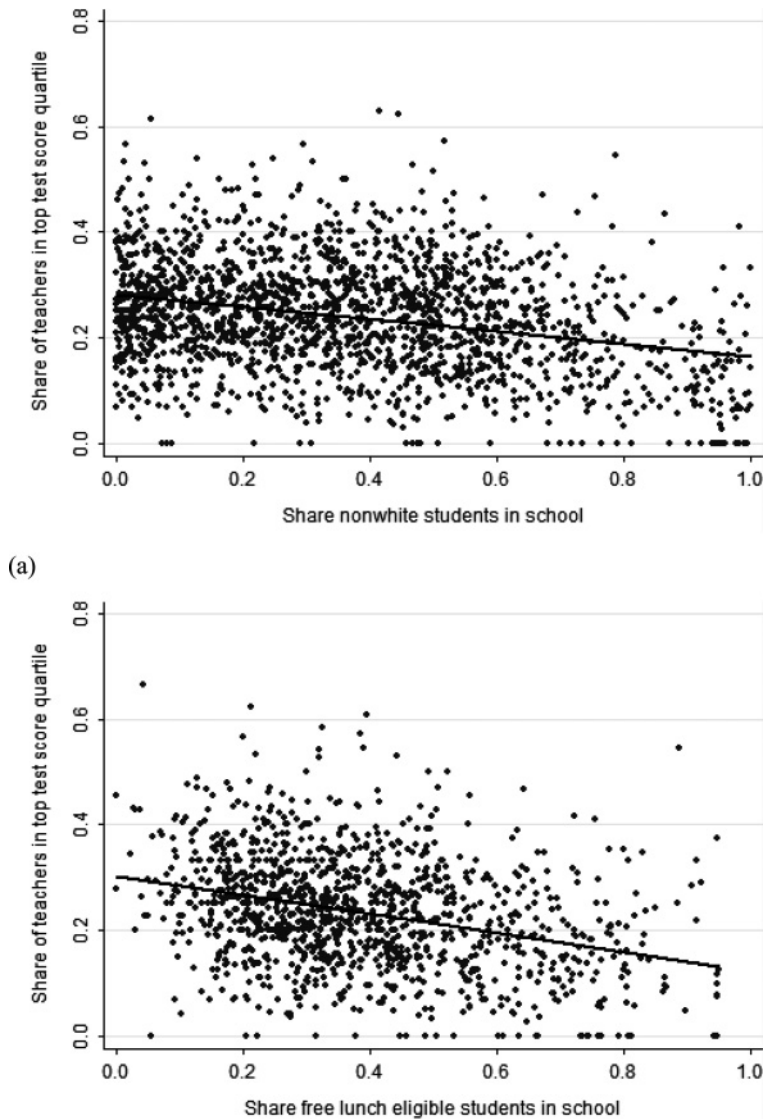 0.8
0.6
0.4
0.2
0.0
Share of teachers in top test score quartile
0.0 0.2 0.4 0.6 0.8 1.0
Share nonwhite students in school
(a)
0.8
0.6
0.4
0.2
0.0
Share of teachers in top test score quartile
0.0 0.2 0.4 0.6 0.8 1.0
Share free lunch eligible students in school